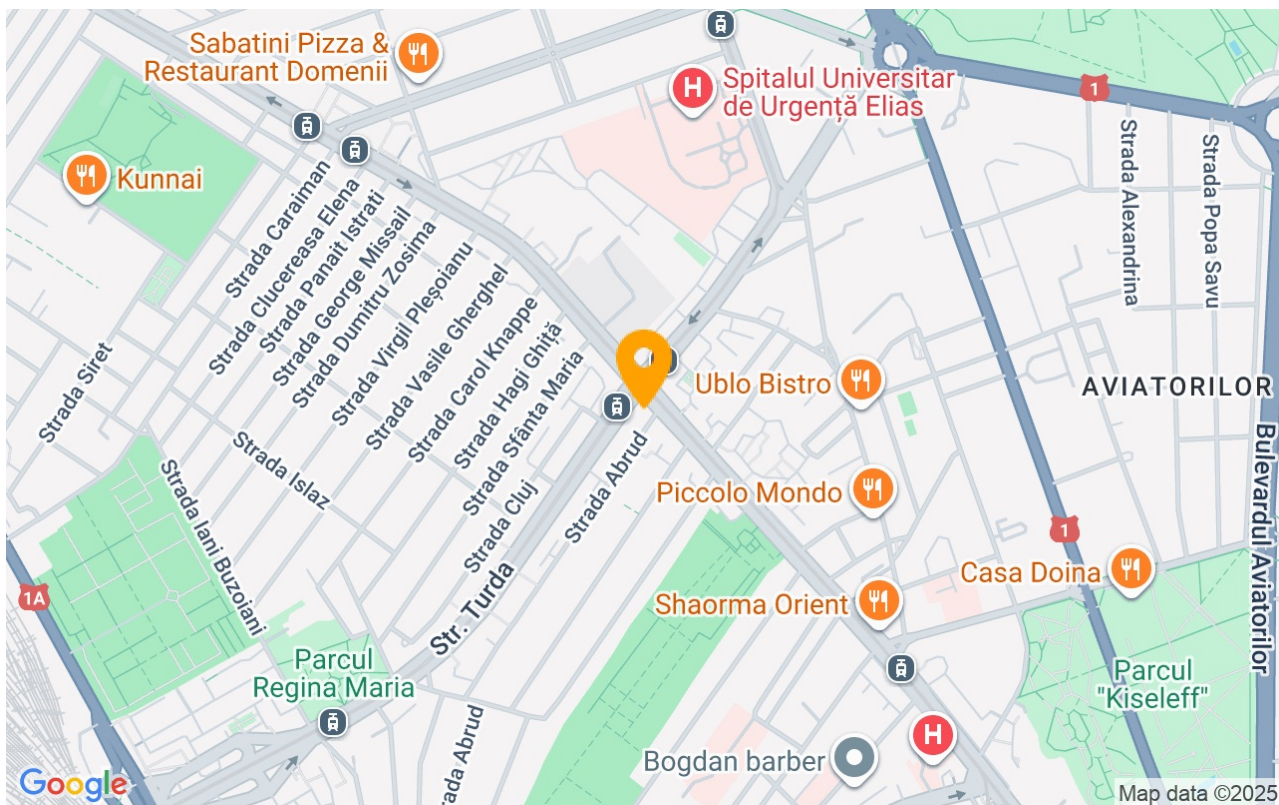 Sabatini Pizza &
Restaurant Domenii
H
Spitalul Universitar
de Urgență Elias
1
Kunnai
Strada Caraiman
Strada Clucereasa Elena
Strada Panait Istrati
Strada George Missail
Strada Dumitru Zosima
Strada Virgil Pleșoianu
Strada Vasile Gherghel
Strada Carol Knappe
Strada Hagi Ghiță
Strada Sfânta Maria
Strada Cluj
Strada Alexandrina
Strada Popa Savu
Strada Siret
Strada Islaz
Strada Iani Buzoiani
Strada Abrud
Ublo Bistro
AVIATORILOR
Bulevardul Aviatorilor
Piccolo Mondo
1
1A
Casa Doina
Shaorma Orient
Str. Turda
Parcul
Regina Maria
Parcul
"Kiseleff"
Strada Abrud
H
Bogdan barber
Google
Map data ©2025